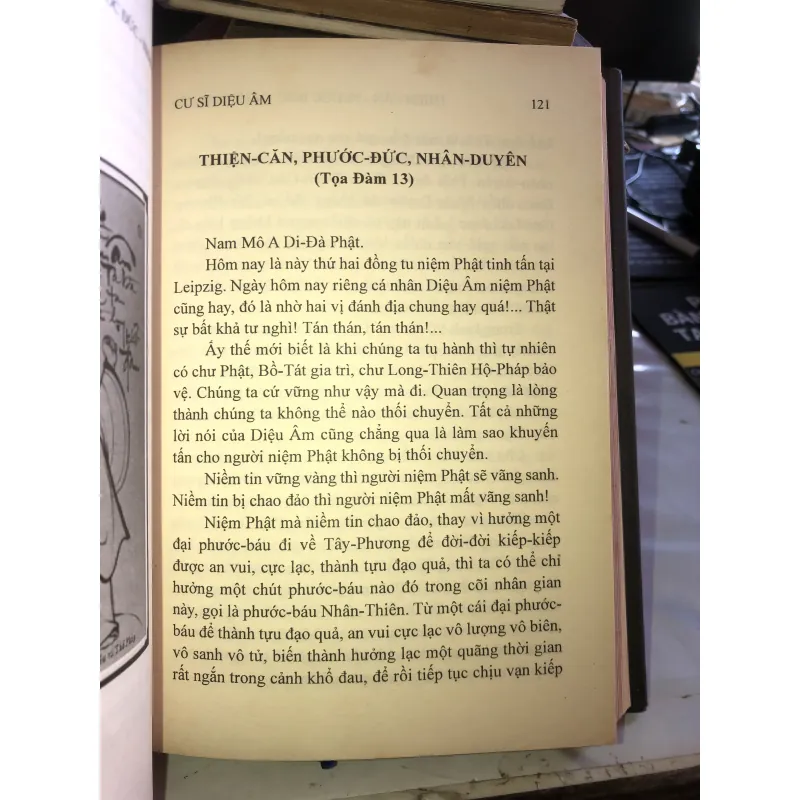 CƯ SĨ DIỆU ÂM 121
THIỆN-CĂN, PHƯỚC-ĐỨC, NHÂN-DUYÊN
(Tọa Đàm 13)
Nam Mô A Di-Đà Phật.
Hôm nay là này thứ hai đồng tu niệm Phật tinh tấn tại
Leipzig. Ngày hôm nay riêng cá nhân Diệu Âm niệm Phật
cũng hay, đó là nhờ hai vị đánh địa chung hay quá!... Thật
sự bất khả tư nghì! Tán thán, tán thán!...
Ấy thế mới biết là khi chúng ta tu hành thì tự nhiên
có chư Phật, Bồ-Tát gia trì, chư Long-Thiên Hộ-Pháp bảo
vệ. Chúng ta cứ vững như vậy mà đi. Quan trọng là lòng
thành chúng ta không thể nào thối chuyển. Tất cả những
lời nói của Diệu Âm cũng chẳng qua là làm sao khuyến
tấn cho người niệm Phật không bị thối chuyển.
Niềm tin vững vàng thì người niệm Phật sẽ vãng sanh.
Niềm tin bị chao đảo thì người niệm Phật mất vãng sanh!
Niệm Phật mà niềm tin chao đảo, thay vì hưởng một
đại phước-báu đi về Tây-Phương để đời-đời kiếp-kiếp
được an vui, cực lạc, thành tựu đạo quả, thì ta có thể chỉ
hưởng một chút phước-báu nào đó trong cõi nhân gian
này, gọi là phước-báu Nhân-Thiên. Từ một cái đại phước-
báu để thành tựu đạo quả, an vui cực lạc vô lượng vô biên,
vô sanh vô tử, biến thành hưởng lạc một quãng thời gian
rất ngắn trong cảnh khổ đau, để rồi tiếp tục chịu vạn kiếp